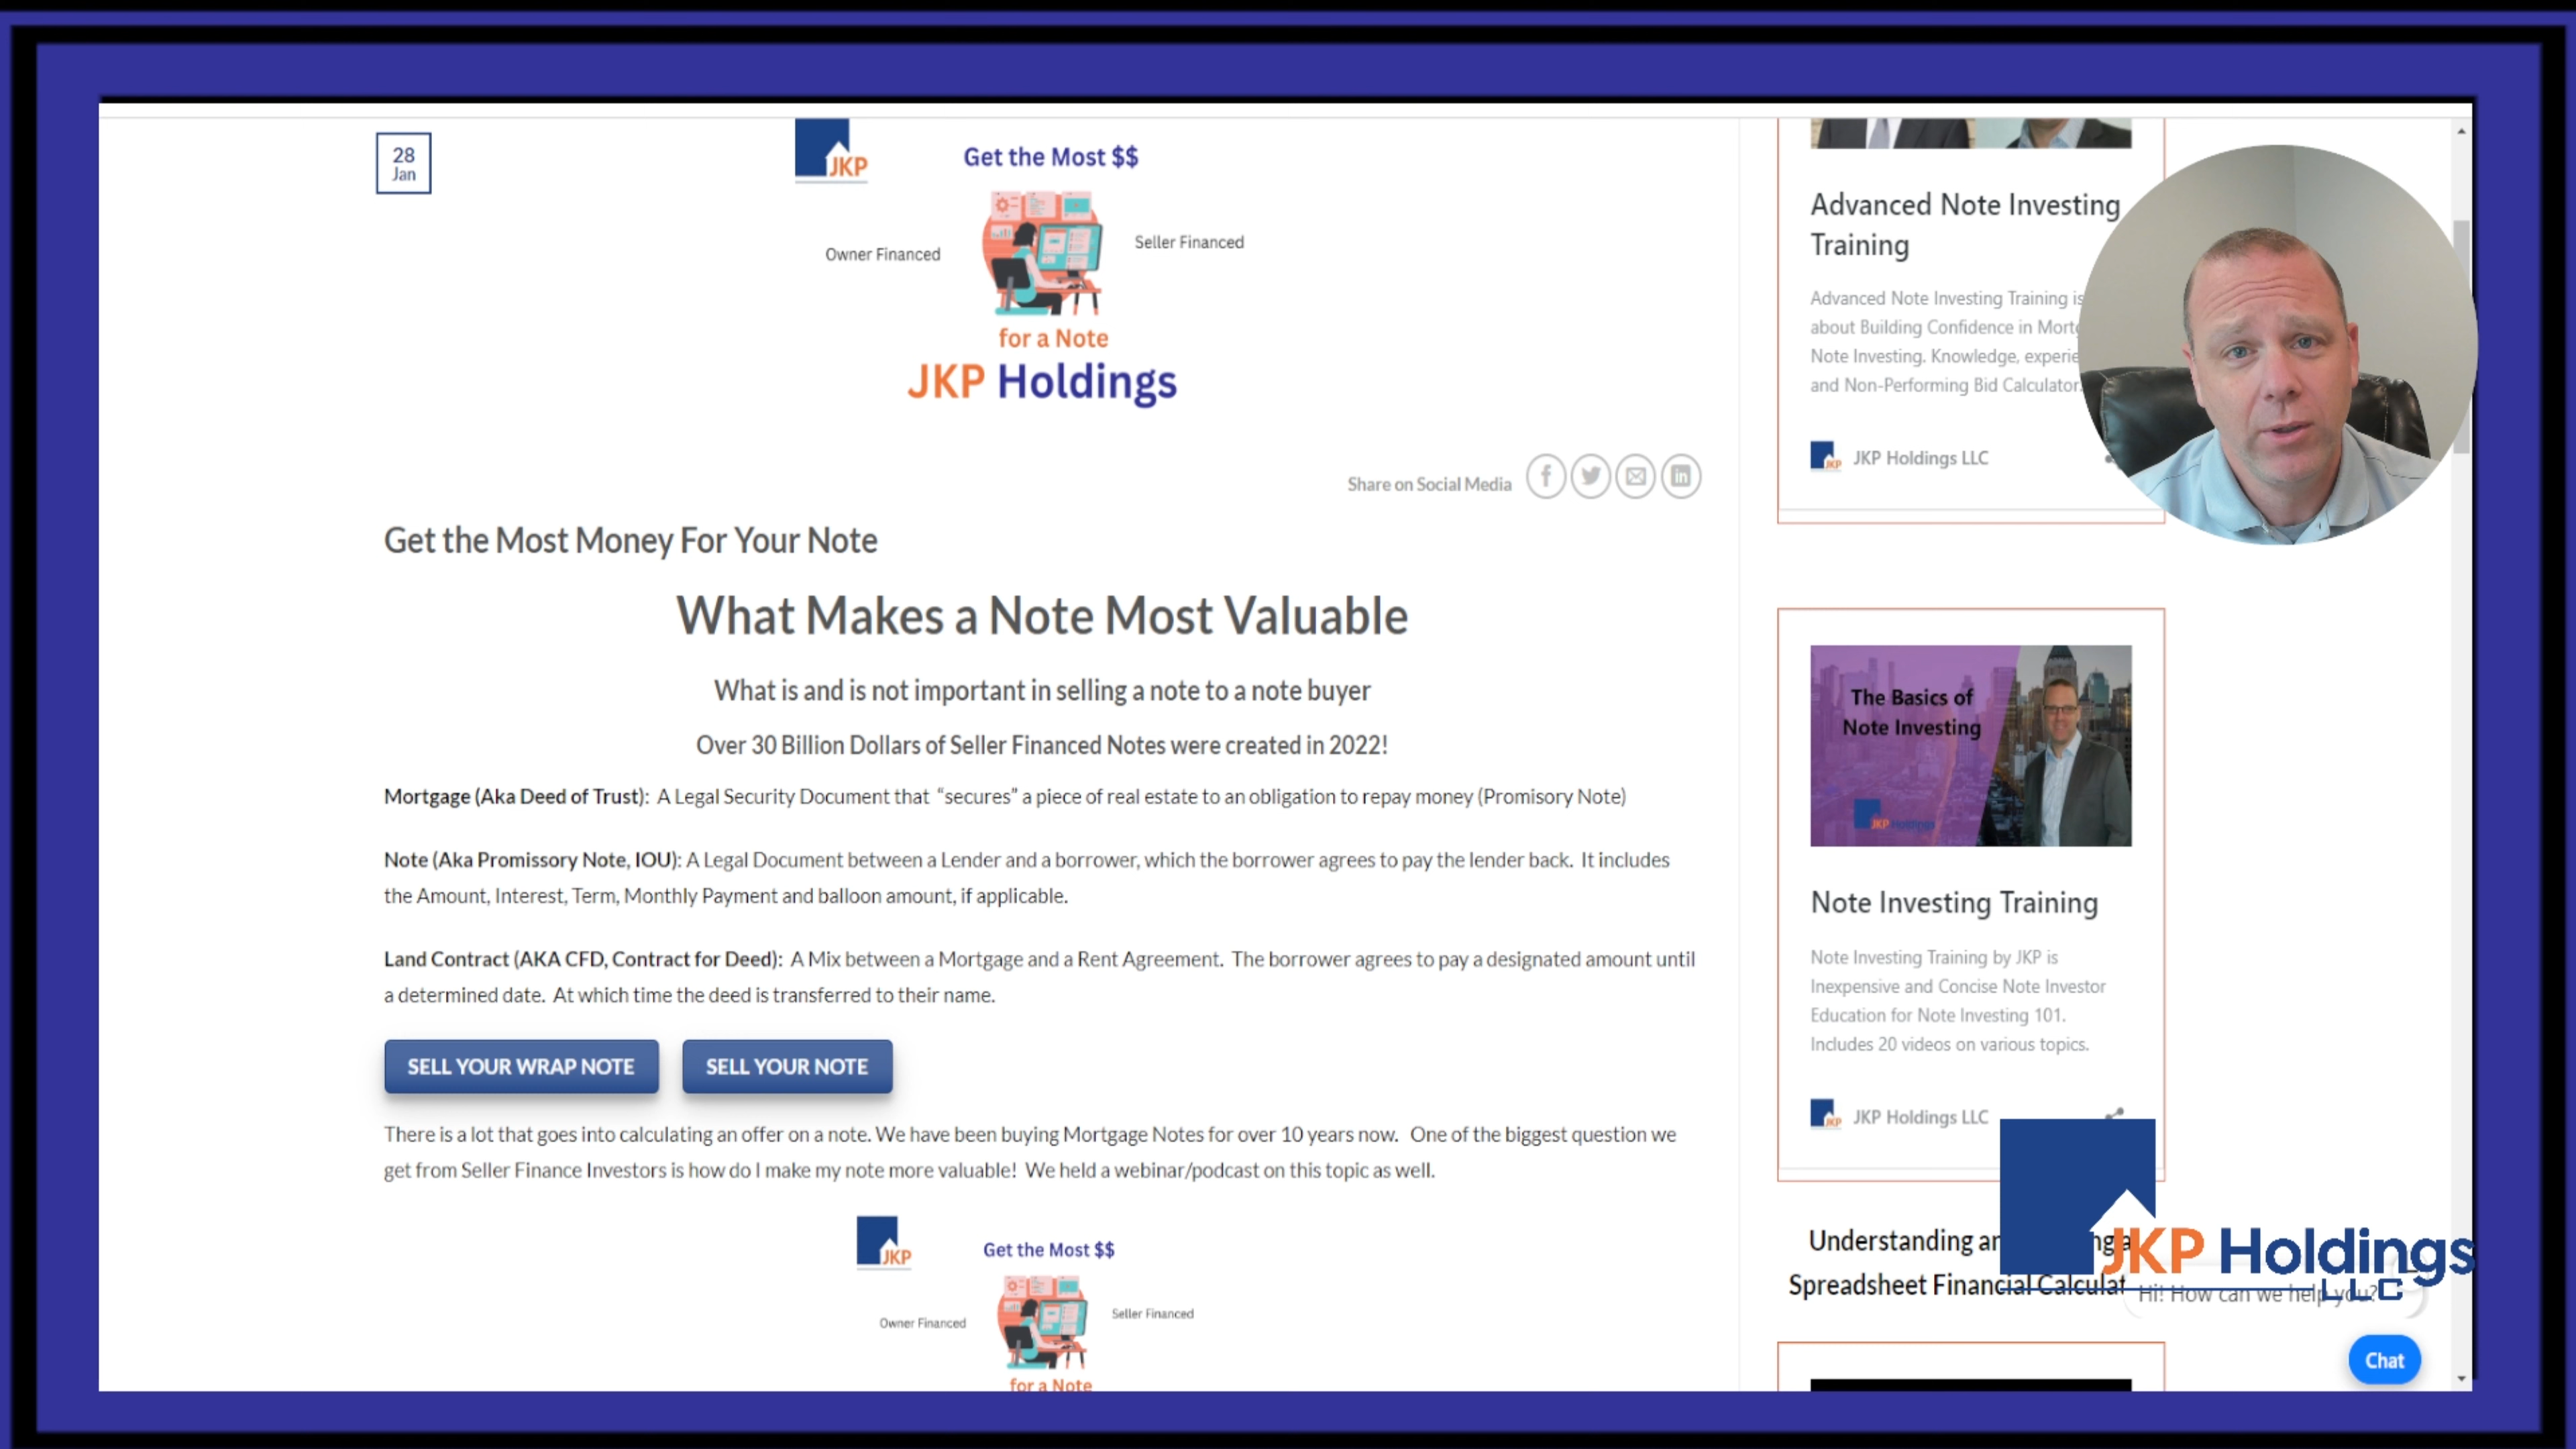 28
Jan
JKP
Get the Most $$
Owner Financed
Seller Financed
for a Note
JKP Holdings
Share on Social Media
Get the Most Money For Your Note
What Makes a Note Most Valuable
What is and is not important in selling a note to a note buyer
Over 30 Billion Dollars of Seller Financed Notes were created in 2022!
Mortgage (Aka Deed of Trust): A Legal Security Document that “secures” a piece of real estate to an obligation to repay money (Promisory Note)
Note (Aka Promissory Note, IOU): A Legal Document between a Lender and a borrower, which the borrower agrees to pay the lender back. It includes
the Amount, Interest, Term, Monthly Payment and balloon amount, if applicable.
Land Contract (AKA CFD, Contract for Deed): A Mix between a Mortgage and a Rent Agreement. The borrower agrees to pay a designated amount until
a determined date. At which time the deed is transferred to their name.
SELL YOUR WRAP NOTE
SELL YOUR NOTE
There is a lot that goes into calculating an offer on a note. We have been buying Mortgage Notes for over 10 years now. One of the biggest question we
get from Seller Finance Investors is how do I make my note more valuable! We held a webinar/podcast on this topic as well.
JKP
Get the Most $$
Owner Financed
Seller Financed
for a Note
Advanced Note Investing
Training
Advanced Note Investing Training is
about Building Confidence in
Note Investing. Knowledge,
and Non-Performing Bid Calculator.
JKP
JKP Holdings LLC
The Basics of
Note Investing
JKP Holdings
Note Investing Training
Note Investing Training by JKP is
Inexpensive and Concise Note Investor
Education for Note Investing 101.
Includes 20 videos on various topics.
JKP
JKP Holdings LLC
Understanding
Spreadsheet Financial
JKP Holdings
LLC
Hi! How can we help you?
Chat